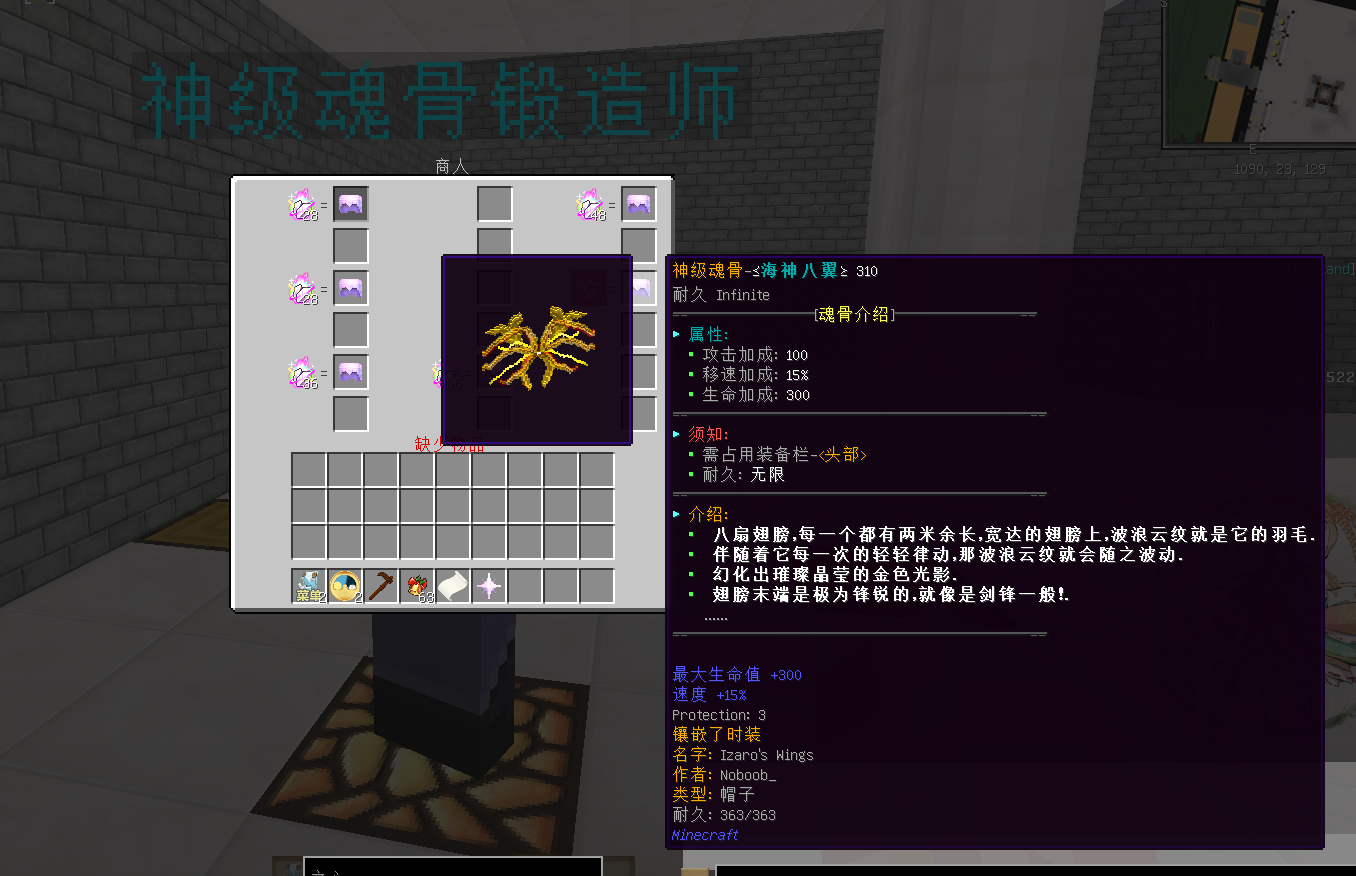 神级魂骨锻造师
商人
E
1090, 23, 129
28 =
= 48 =
28 =
36 =
缺少物品
菜单2
2
63
神级魂骨-≤海神八翼≥ 310
耐久 Infinite
[魂骨介绍]
属性:
攻击加成: 100
移速加成: 15%
生命加成: 300
须知:
需占用装备栏-<头部>
耐久: 无限
介绍:
八扇翅膀,每一个都有两米余长,宽达的翅膀上,波浪云纹就是它的羽毛.
伴随着它每一次的轻轻律动,那波浪云纹就会随之波动.
幻化出璀璨晶莹的金色光影.
翅膀末端是极为锋锐的,就像是剑锋一般!.
......
最大生命值 +300
速度 +15%
Protection: 3
镶嵌了时装
名字: Izaro's Wings
作者: Noboob_
类型: 帽子
耐久: 363/363
Minecraft
and]
522